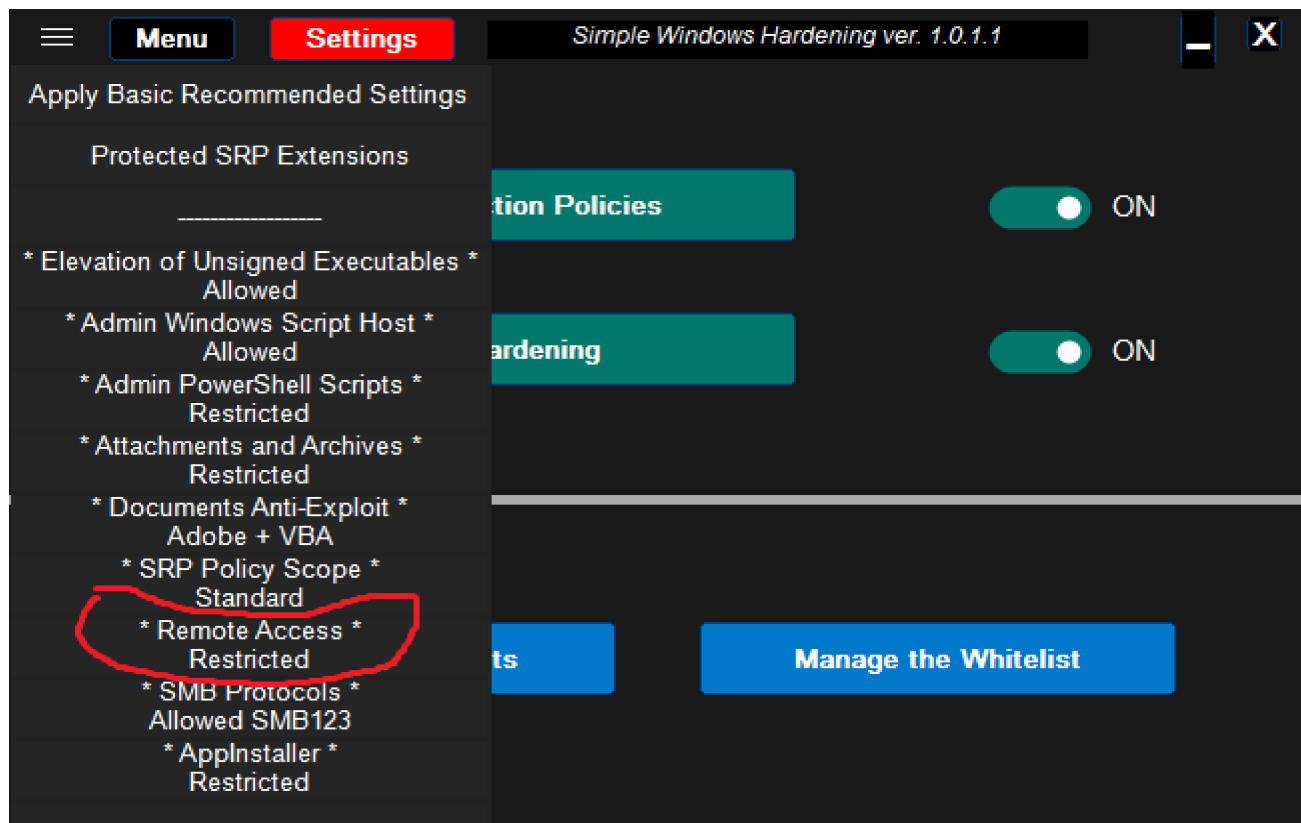 Menu
Settings
Simple Windows Hardening ver. 1.0.1.1
X
Apply Basic Recommended Settings
Protected SRP Extensions
------------------
* Elevation of Unsigned Executables *
Allowed
* Admin Windows Script Host *
Allowed
* Admin PowerShell Scripts *
Restricted
* Attachments and Archives *
Restricted
* Documents Anti-Exploit *
Adobe + VBA
* SRP Policy Scope *
Standard
* Remote Access *
Restricted
* SMB Protocols *
Allowed SMB123
* AppInstaller *
Restricted
tion Policies
ON
ardening
ON
ts
Manage the Whitelist